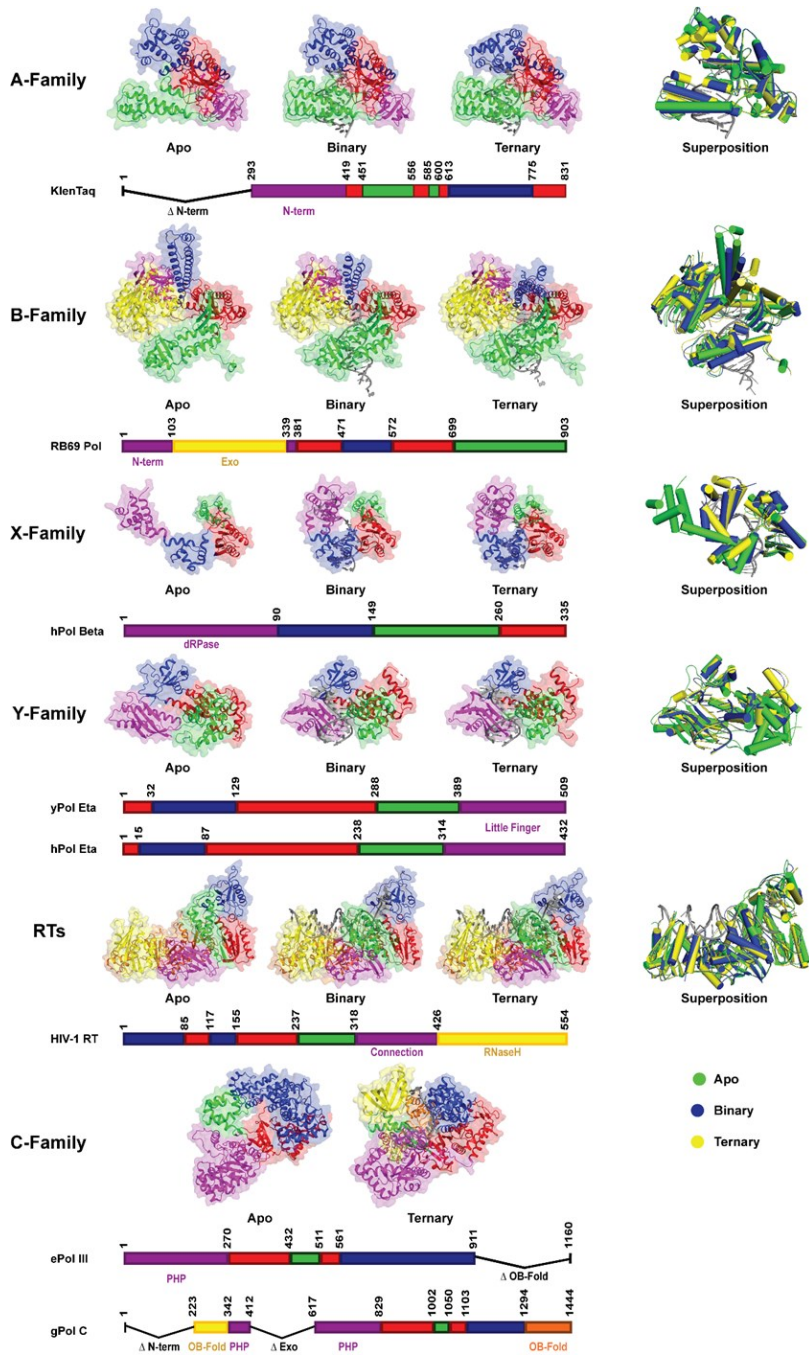 A-Family
Apo
Binary
Ternary
Superposition
KlenTaq
1
293
419
451
556
585
600
613
775
831
Δ N-term
N-term
B-Family
Apo
Binary
Ternary
Superposition
RB69 Pol
1
103
339
381
471
572
699
903
N-term
Exo
X-Family
Apo
Binary
Ternary
Superposition
hPol Beta
1
90
149
260
335
dRPase
Y-Family
Apo
Binary
Ternary
Superposition
yPol Eta
1
32
129
288
389
509
Little Finger
hPol Eta
1
15
87
238
314
432
RTs
Apo
Binary
Ternary
Superposition
HIV-1 RT
1
85
117
155
237
318
426
554
Connection
RNaseH
Apo
Binary
Ternary
C-Family
Apo
Ternary
ePol III
1
270
432
511
561
911
1160
PHP
Δ OB-Fold
gPol C
1
223
342
412
617
829
1002
1050
1103
1294
1444
Δ N-term
OB-Fold
PHP
Δ Exo
PHP
OB-Fold